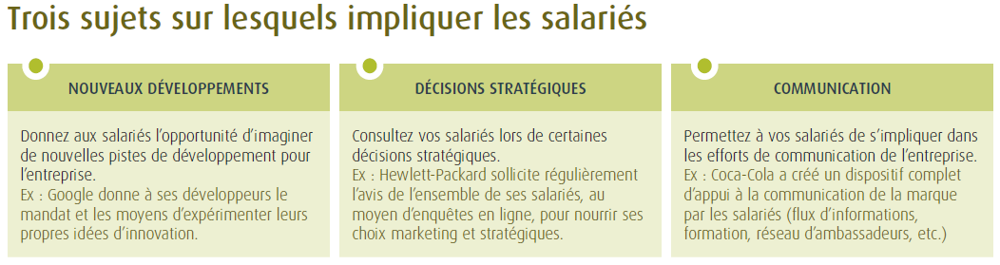 Trois sujets sur lesquels impliquer les salariés
NOUVEAUX DÉVELOPPEMENTS
Donnez aux salariés l’opportunité d’imaginer
de nouvelles pistes de développement pour
l’entreprise.
Ex : Google donne à ses développeurs le
mandat et les moyens d’expérimenter leurs
propres idées d’innovation.
DÉCISIONS STRATÉGIQUES
Consultez vos salariés lors de certaines
décisions stratégiques.
Ex : Hewlett-Packard sollicite régulièrement
l’avis de l’ensemble de ses salariés, au
moyen d’enquêtes en ligne, pour nourrir ses
choix marketing et stratégiques.
COMMUNICATION
Permettez à vos salariés de s’impliquer dans
les efforts de communication de l’entreprise.
Ex : Coca-Cola a créé un dispositif complet
d’appui à la communication de la marque
par les salariés (flux d’informations,
formation, réseau d’ambassadeurs, etc.)